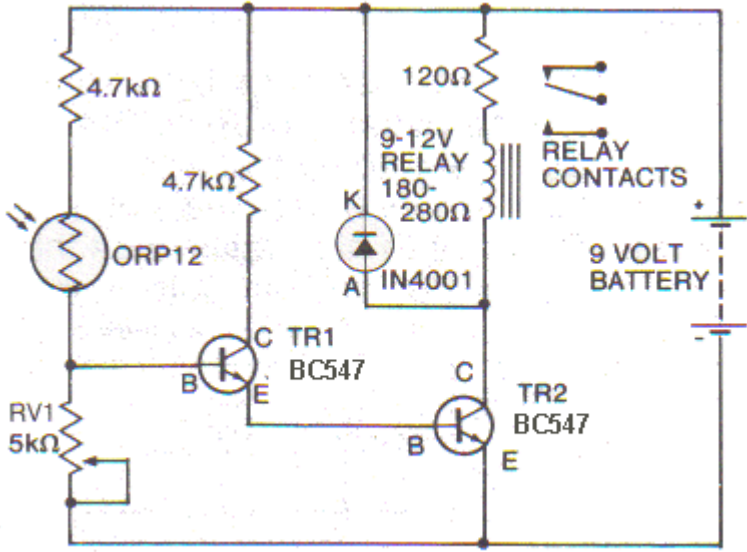 4.7kΩ
120Ω
9-12V
RELAY
180-
280Ω
RELAY
CONTACTS
4.7kΩ
K
+
ORP12
A
IN4001
9 VOLT
BATTERY
-
C
TR1
BC547
B
E
C
TR2
BC547
RV1
5kΩ
B
E